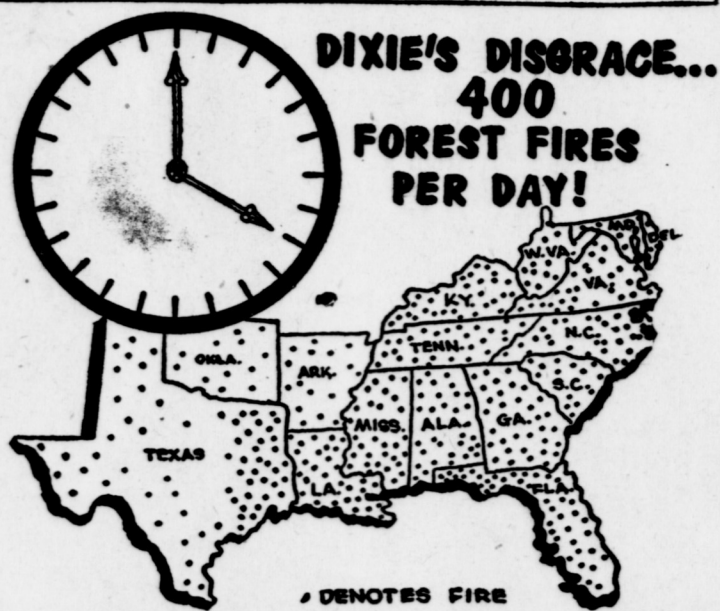 DIXIE'S DISGRACE...
400
FOREST FIRES
PER DAY!
MD.
DEL.
W.VA.
VA.
KY.
OKLA.
ARK.
TENN.
N.C.
S.C.
MISS.
ALA.
GA.
TEXAS
LA.
FLA.
DENOTES FIRE